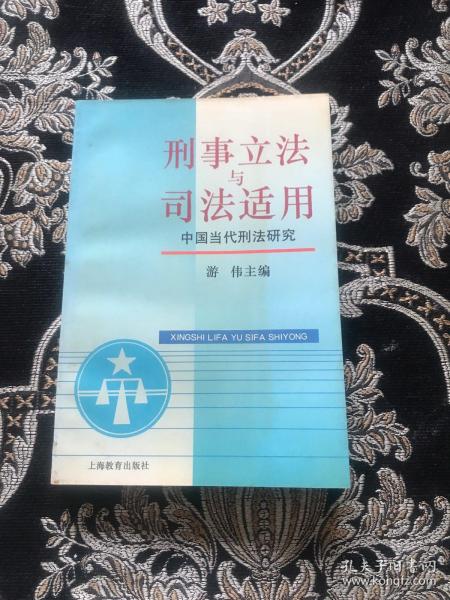 刑事立法
与
司法适用
中国当代刑法研究
游 伟主编
XINGSHI LIFA YU SIFA SHIYONG
上海教育出版社
孔夫子旧书网
www.kongfz.com